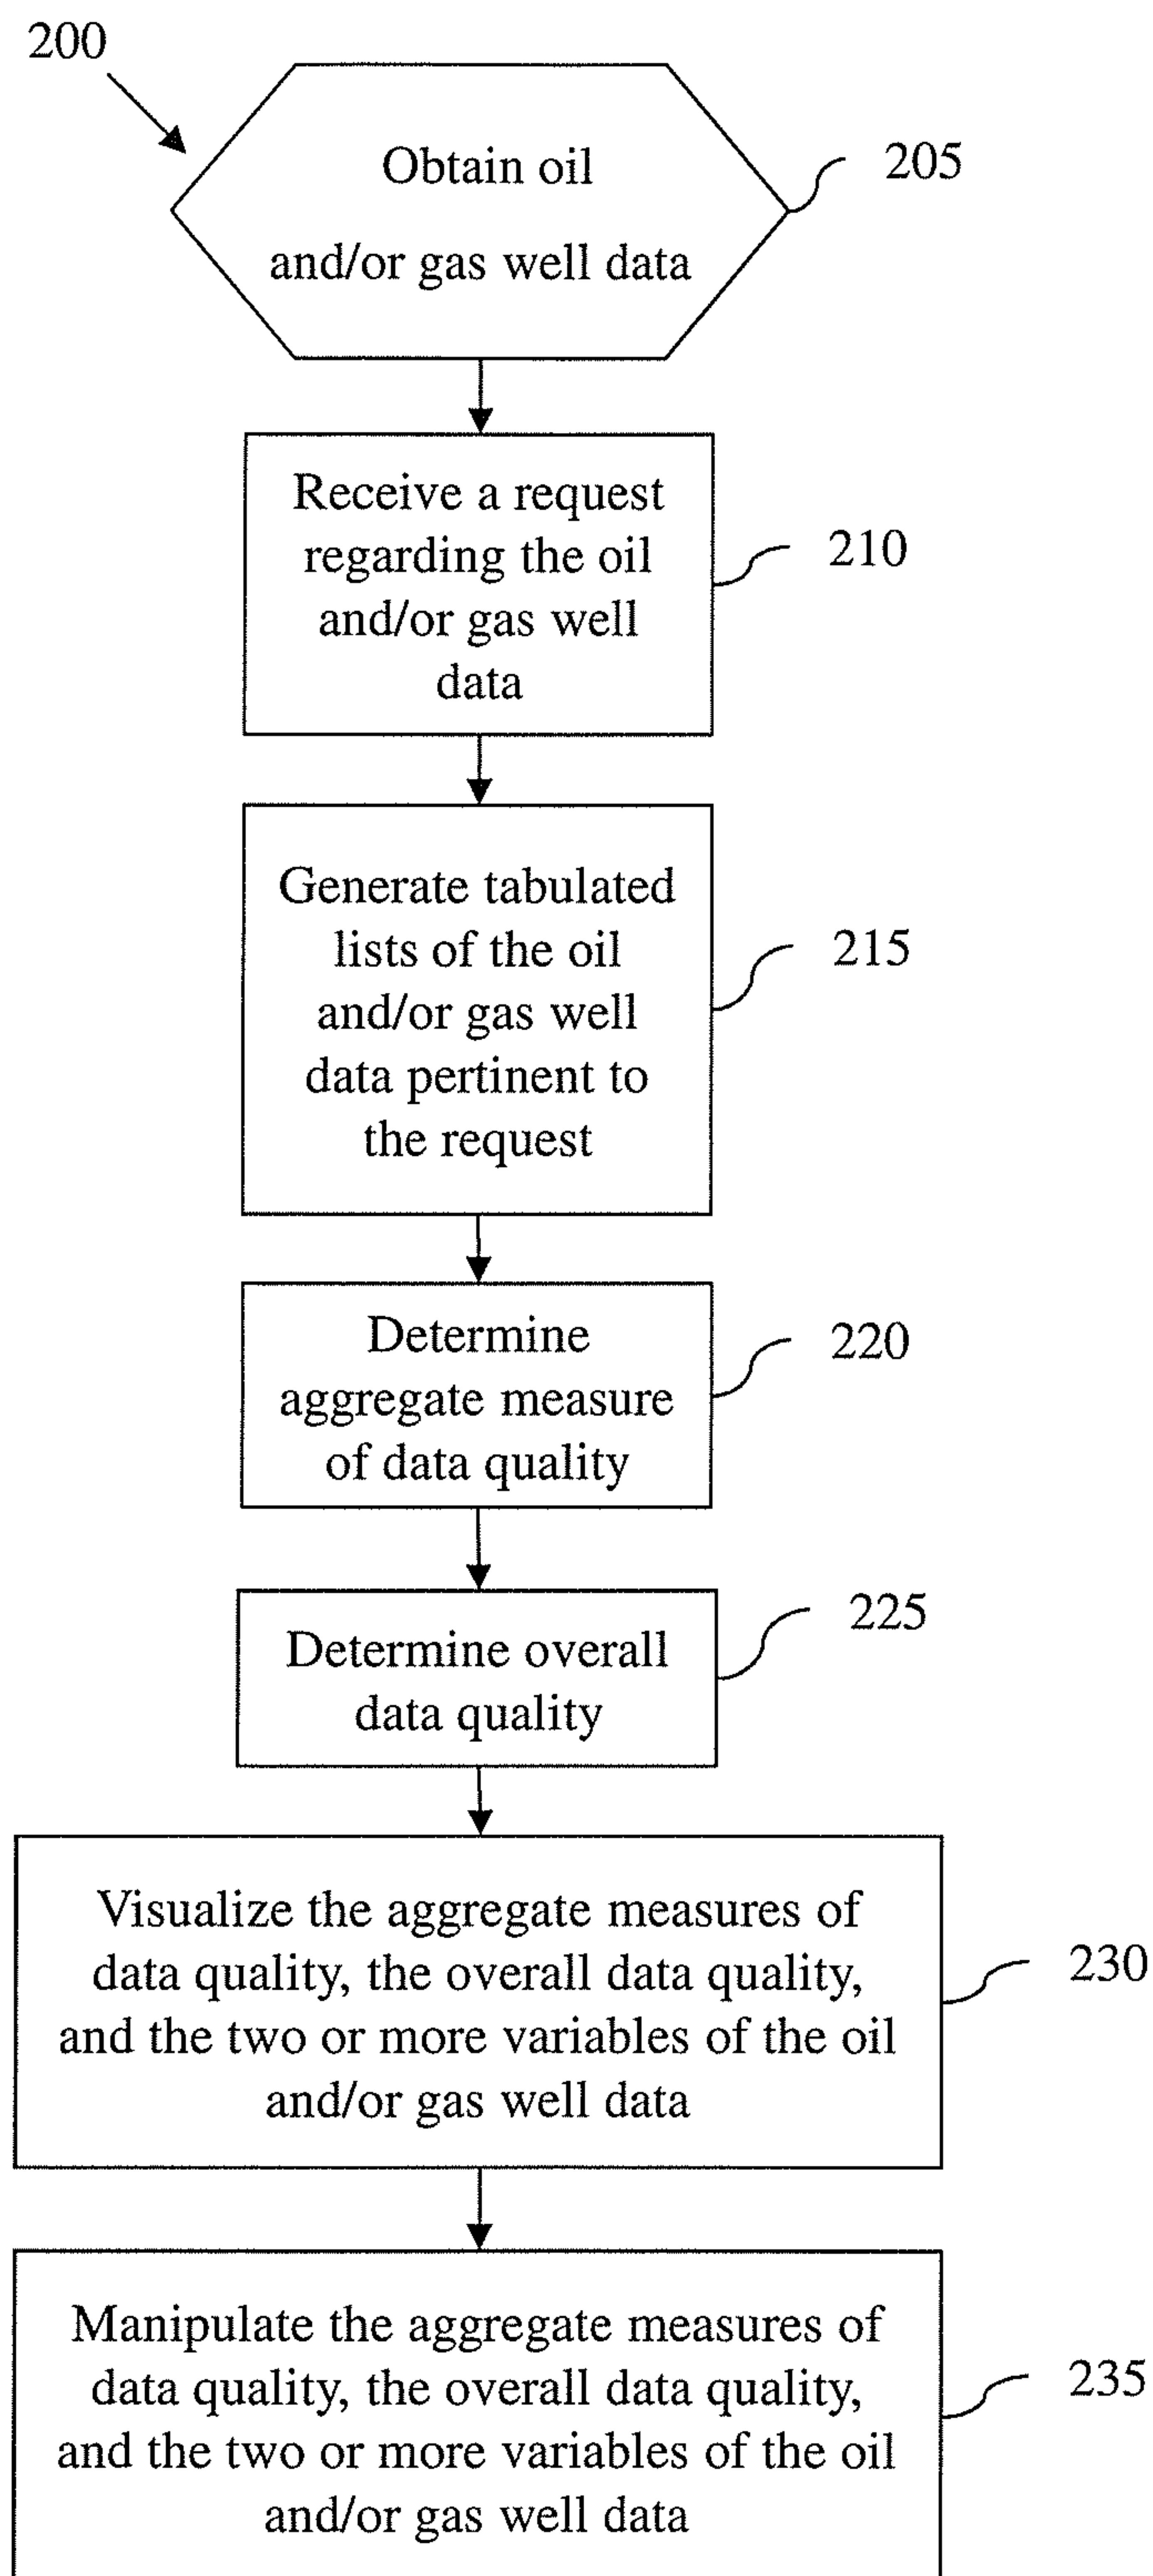 200
Obtain oil
and/or gas well data
205
Receive a request
regarding the oil
and/or gas well
data
210
Generate tabulated
lists of the oil
and/or gas well
data pertinent to
the request
215
Determine
aggregate measure
of data quality
220
Determine overall
data quality
225
Visualize the aggregate measures of
data quality, the overall data quality,
and the two or more variables of the oil
and/or gas well data
230
Manipulate the aggregate measures of
data quality, the overall data quality,
and the two or more variables of the oil
and/or gas well data
235